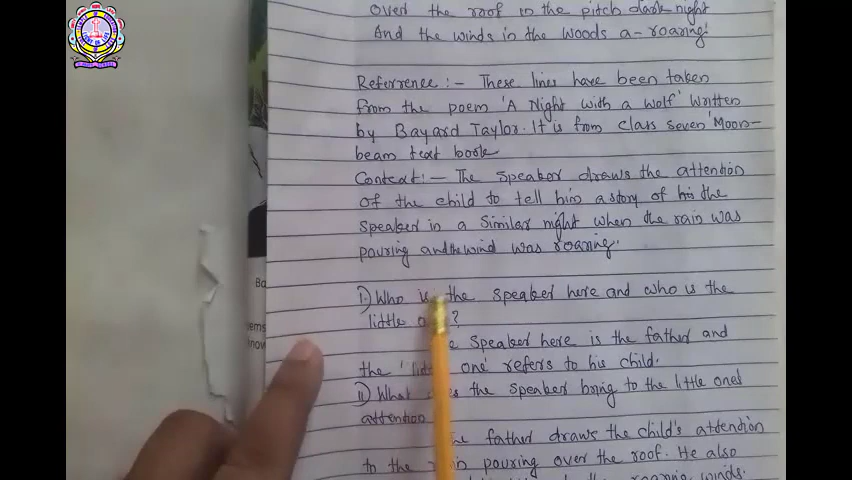 over the roof in the pitch dark night
And the winds in the woods a-roaring.
Referrence :- These lines have been taken
from the poem 'A Night with a wolf' written
by Bayard Taylor. It is from class seven 'Moon-
beam text book
Context :- The speaker draws the attention
of the child to tell him a story of his the
speaker in a similar night when the rain was
pouring and the wind was roaring.
i) Who is the speaker here and who is the
little ?
speaker here is the father and
the one' refers to his child.
ii) What the speaker bring to the little one's
attention
father draws the child's attention
to the pouring over the roof. He also
the roaring winds.